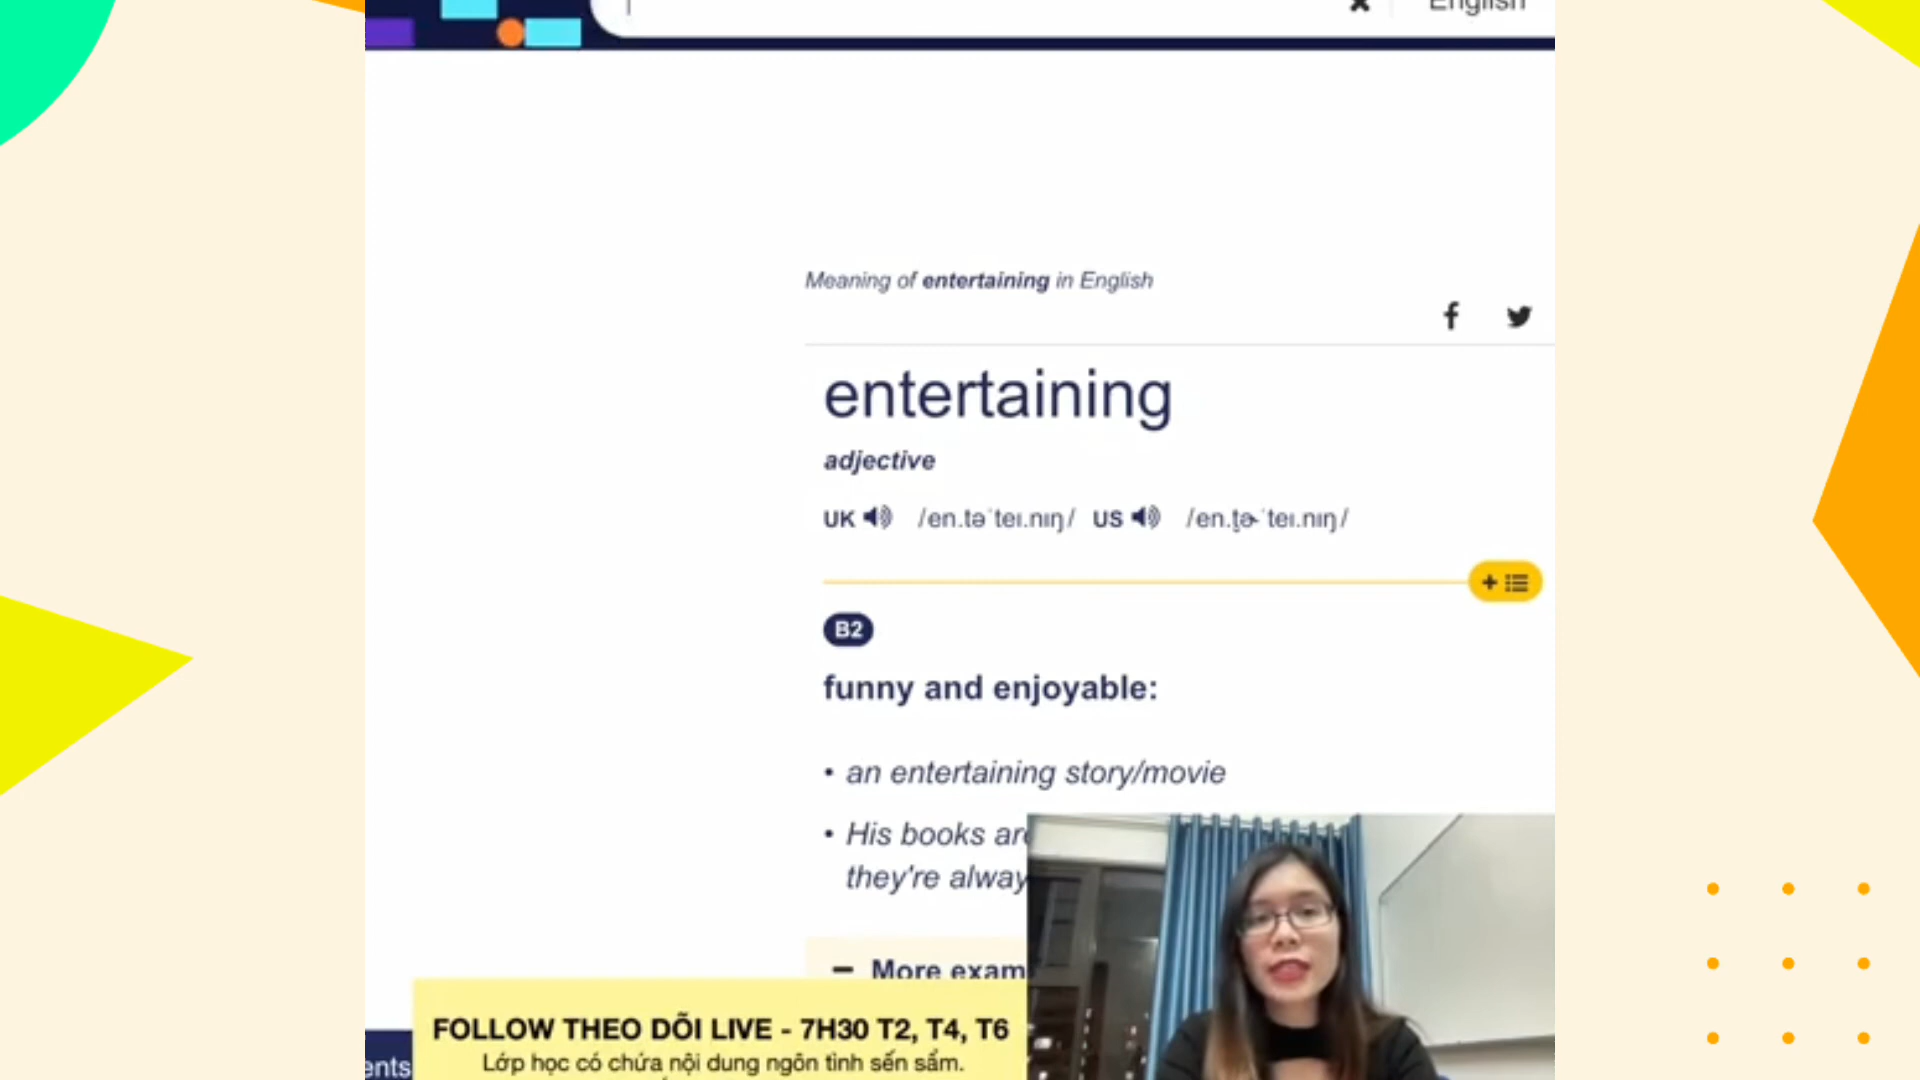 English
Meaning of entertaining in English
entertaining
adjective
UK /en.təˈteɪ.nɪŋ/ US /en.t̬ɚˈteɪ.nɪŋ/
B2
funny and enjoyable:
• an entertaining story/movie
• His books are
they're alway
More exam
FOLLOW THEO DÕI LIVE - 7H30 T2, T4, T6
Lớp học có chứa nội dung ngôn tình sến sẩm.
ents